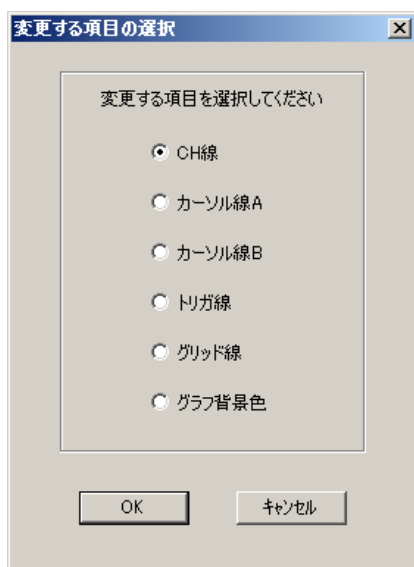 変更する項目の選択
変更する項目を選択してください
CH線
カーソル線A
カーソル線B
トリガ線
グリッド線
グラフ背景色
OK
キャンセル